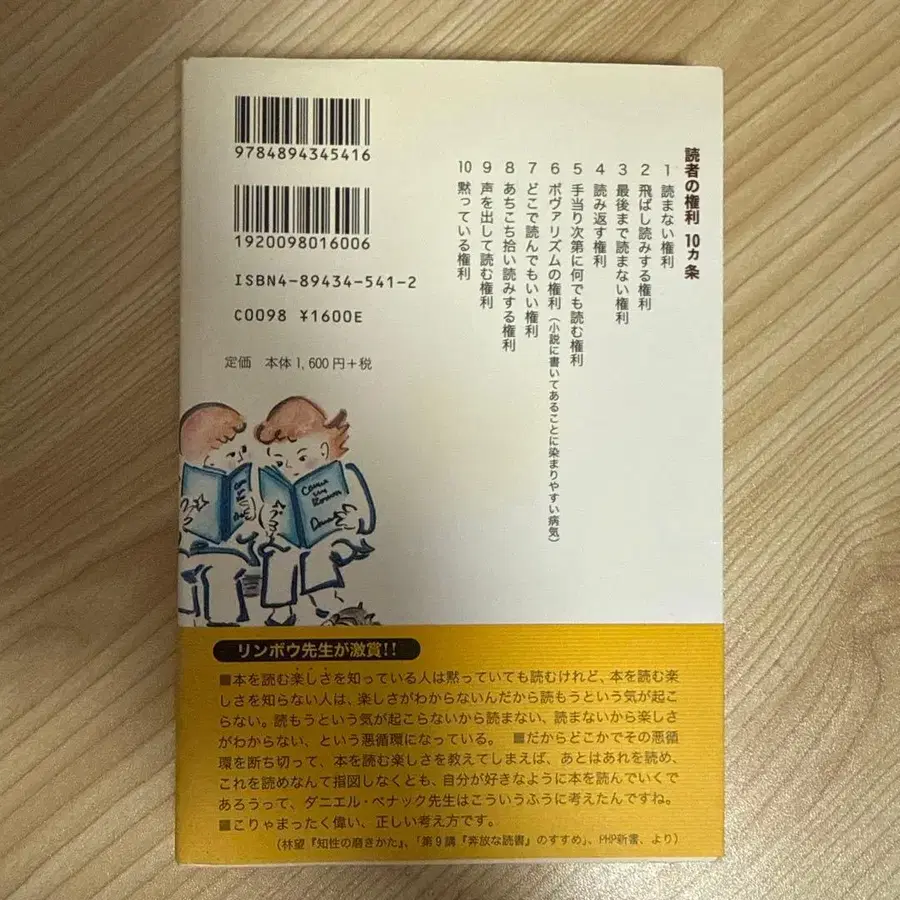 読者の権利 10ヵ条
1 読まない権利
2 飛ばし読みする権利
3 最後まで読まない権利
4 読み返す権利
5 手当り次第に何でも読む権利
6 ボヴァリズムの権利(小説に書いてあることに染まりやすい病気)
7 どこで読んでもいい権利
8 あちこち拾い読みする権利
9 声を出して読む権利
10 黙っている権利
9784894345416
1920098016006
ISBN4-89434-541-2
C0098 ¥1600E
定価 本体1,600円+税
Comme un Roman
リンボウ先生が激賞!!
■本を読む楽しさを知っている人は黙っていても読むけれど、本を読む楽
しさを知らない人は、楽しさがわからないんだから読もうという気が起こ
らない。読もうという気が起こらないから読まない、読まないから楽しさ
がわからない、という悪循環になっている。 ■だからどこかでその悪循
環を断ち切って、本を読む楽しさを教えてしまえば、あとはあれを読め、
これを読めなんて指図しなくとも、自分が好きなように本を読んでいくで
あろうって、ダニエル・ペナック先生はこういうふうに考えたんですね。
■こりゃまったく偉い、正しい考え方です。
(林望『知性の磨きかた』、「第9講『奔放な読書』のすすめ」、PHP新書、より)